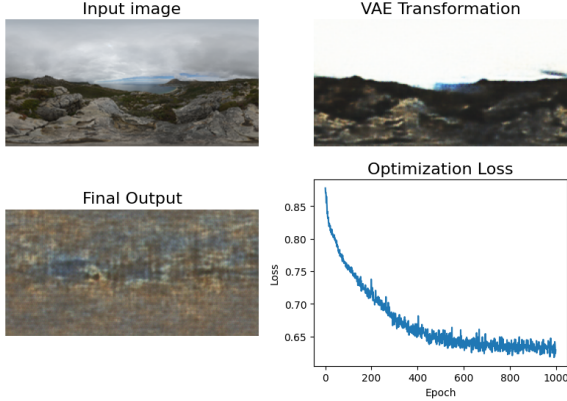 Input image
VAE Transformation
Final Output
Optimization Loss
0.85
0.80
0.75
0.70
0.65
Loss
0
200
400
600
800
1000
Epoch